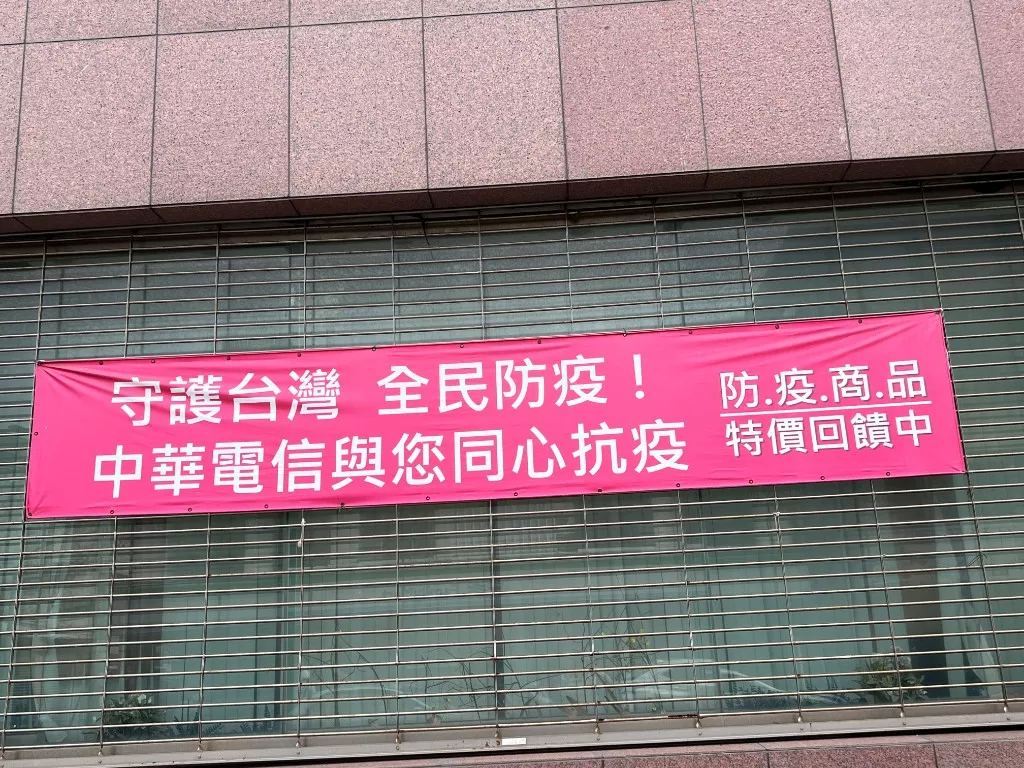 守護台灣 全民防疫！
中華電信與您同心抗疫
防.疫.商.品
特價回饋中